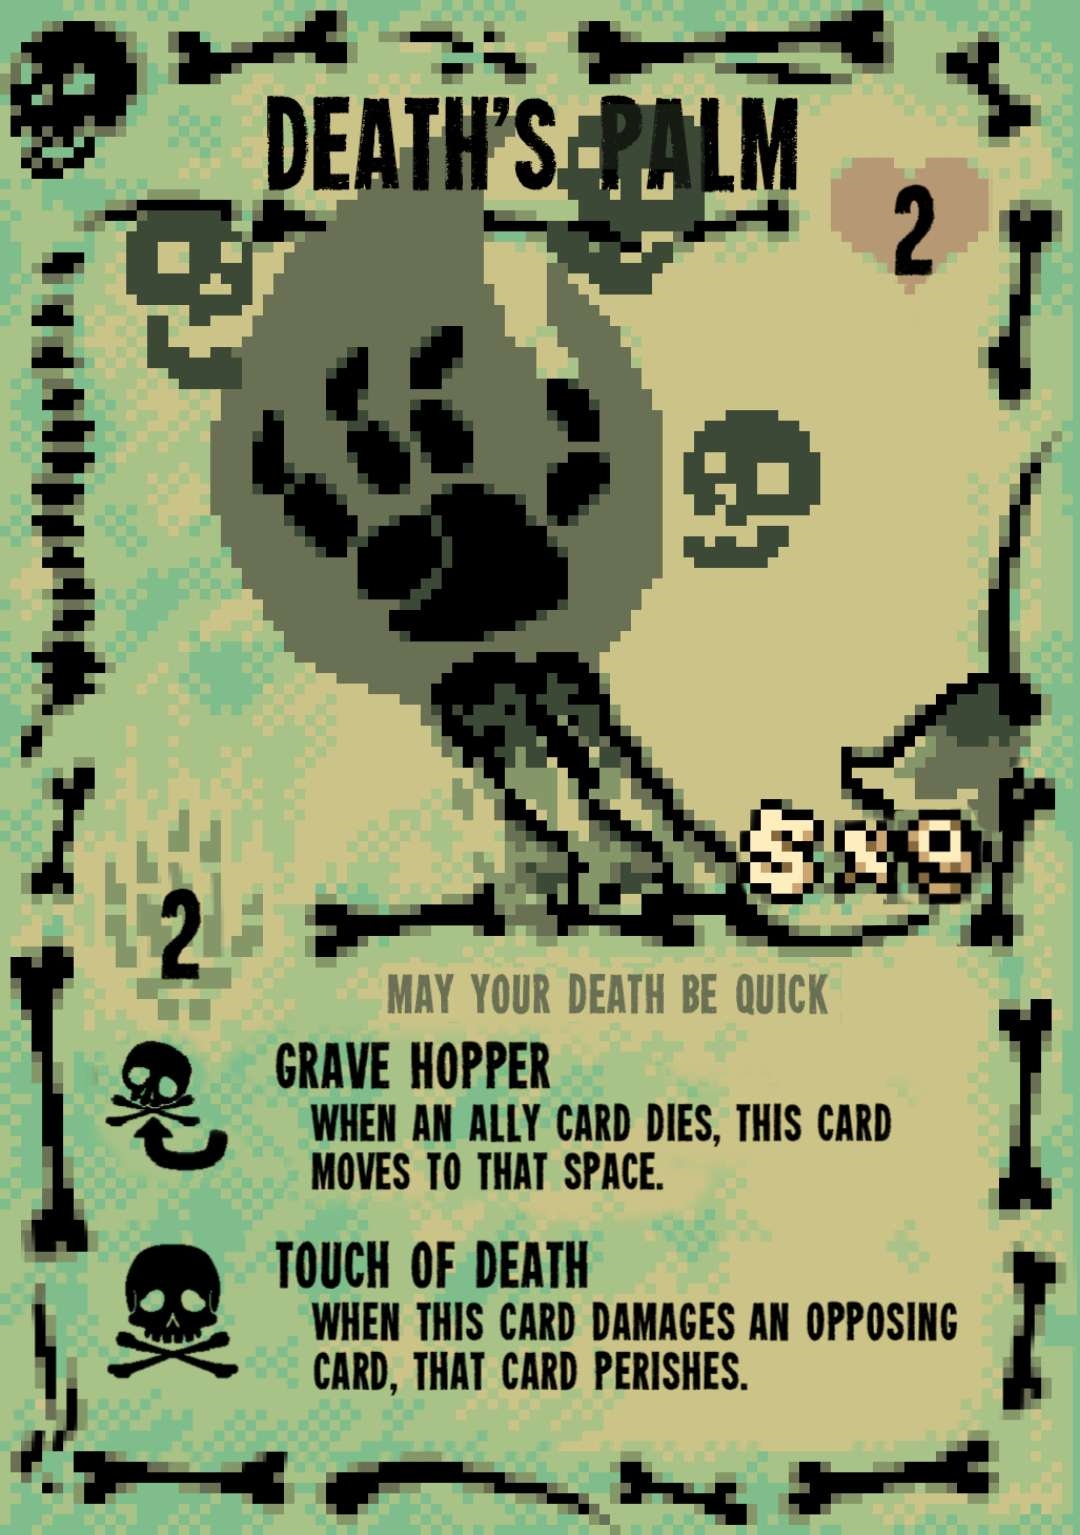 DEATH'S PALM
2
SxO
2
MAY YOUR DEATH BE QUICK
GRAVE HOPPER
WHEN AN ALLY CARD DIES, THIS CARD
MOVES TO THAT SPACE.
TOUCH OF DEATH
WHEN THIS CARD DAMAGES AN OPPOSING
CARD, THAT CARD PERISHES.